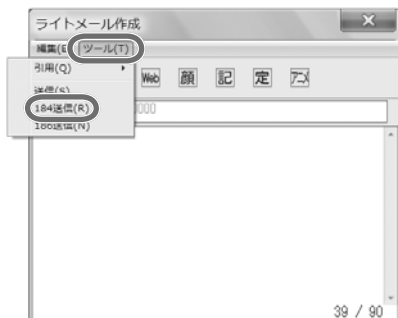 ライトメール作成
編集(E) ツール(T)
引用(Q)
Web 顔 記 定 アニメ
送信(S)
184送信(R)
000
186送信(N)
39 / 90